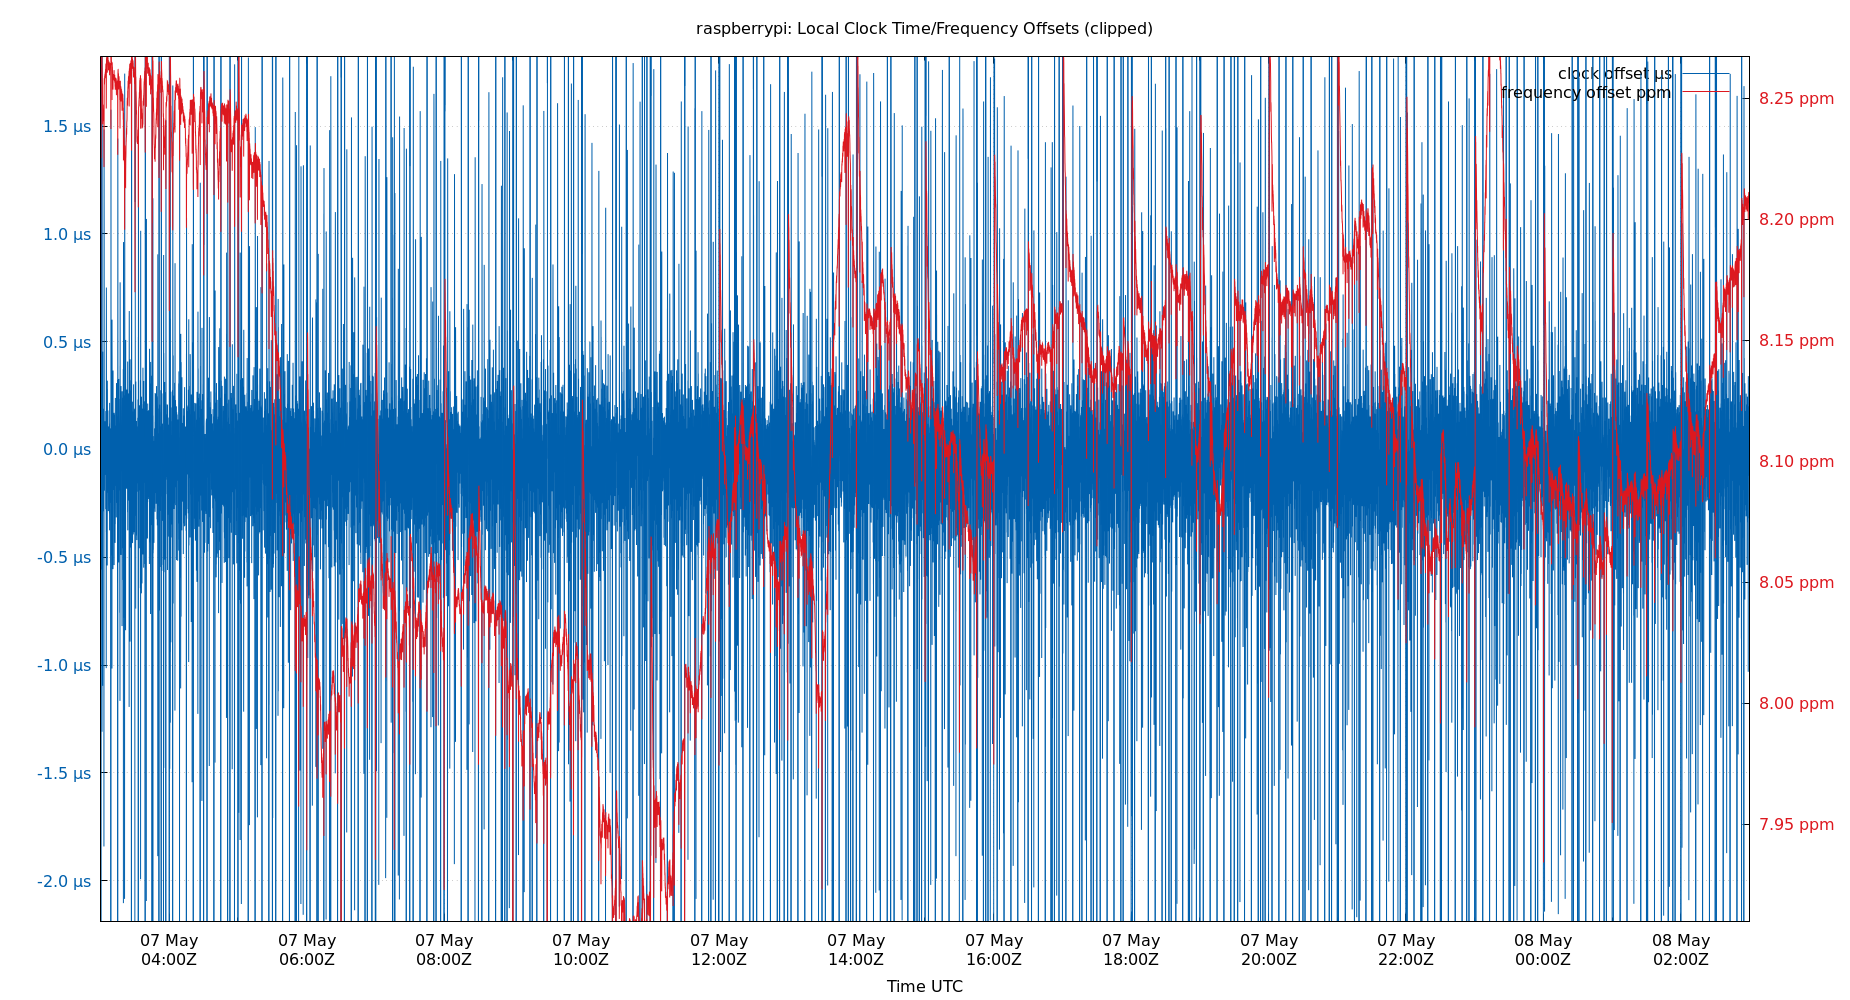 raspberrypi: Local Clock Time/Frequency Offsets (clipped)
clock offset µs
frequency offset ppm
1.5 µs
1.0 µs
0.5 µs
0.0 µs
-0.5 µs
-1.0 µs
-1.5 µs
-2.0 µs
8.25 ppm
8.20 ppm
8.15 ppm
8.10 ppm
8.05 ppm
8.00 ppm
7.95 ppm
07 May 07 May 07 May 07 May 07 May 07 May 07 May 07 May 07 May 07 May 08 May 08 May
04:00Z 06:00Z 08:00Z 10:00Z 12:00Z 14:00Z 16:00Z 18:00Z 20:00Z 22:00Z 00:00Z 02:00Z
Time UTC